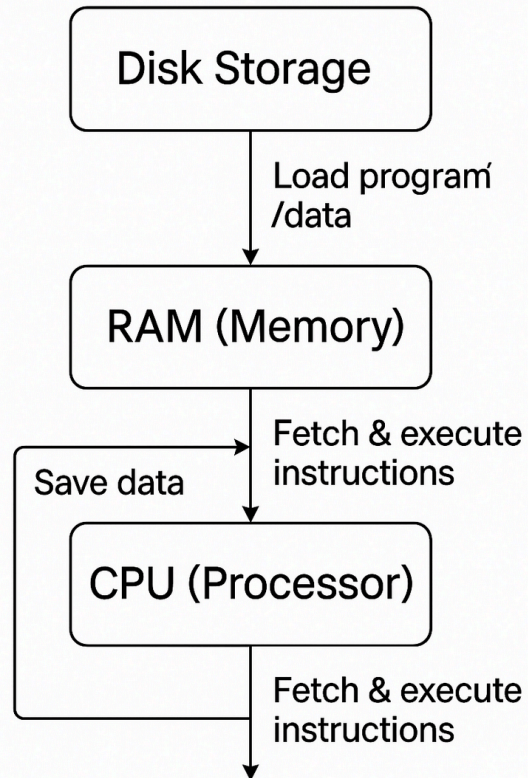 Disk Storage
Load program
/data
RAM (Memory)
Fetch & execute
instructions
Save data
CPU (Processor)
Fetch & execute
instructions